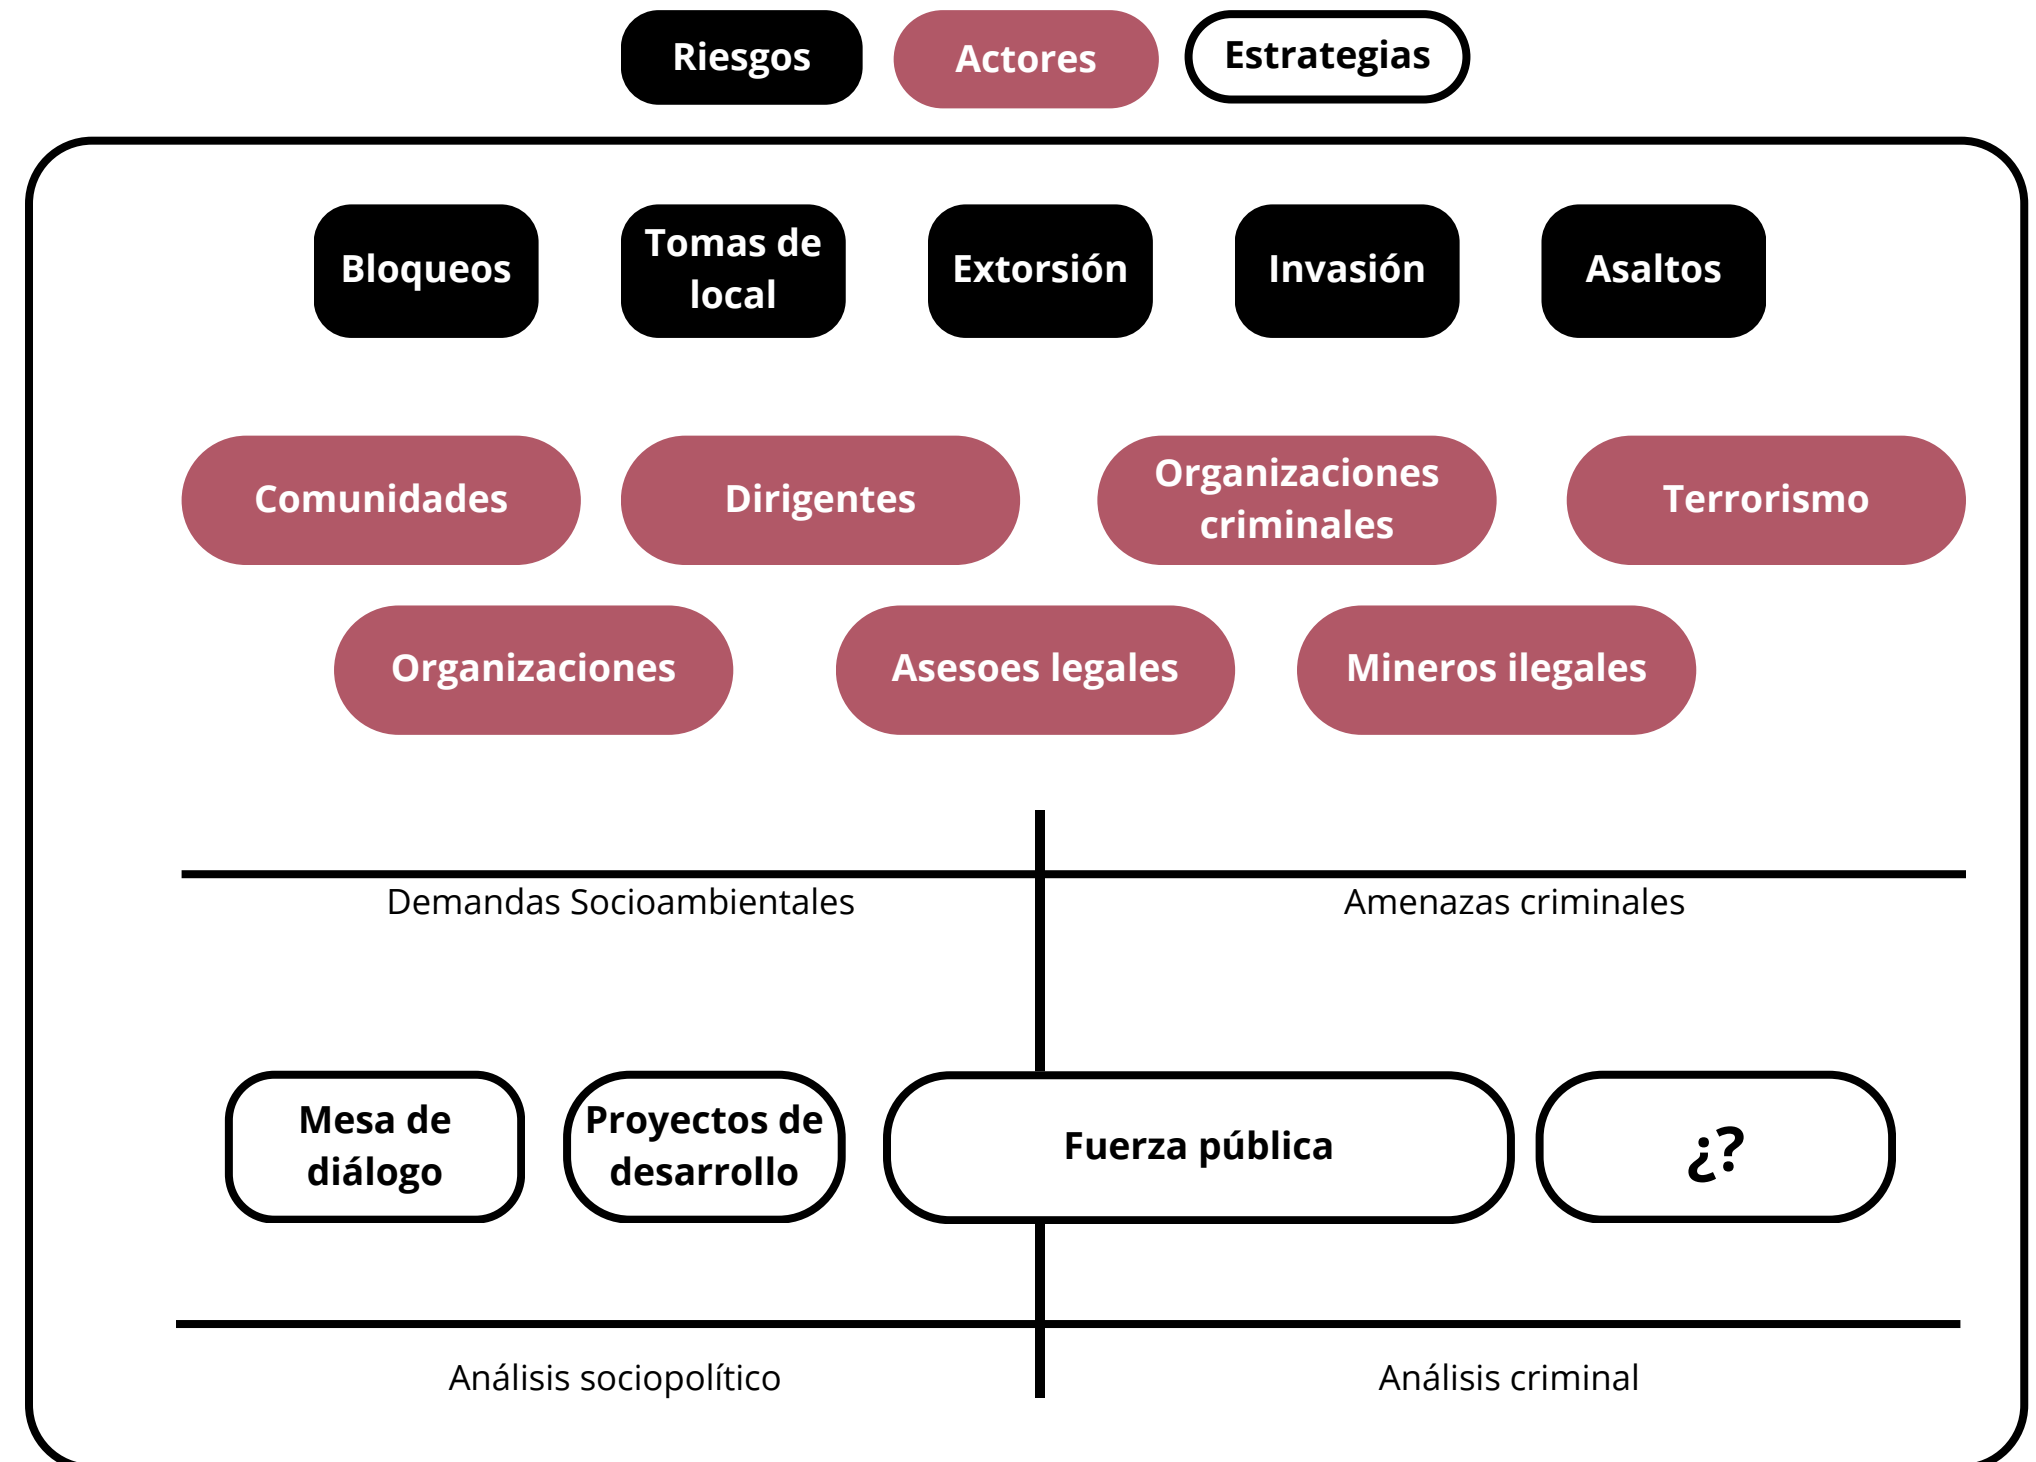 Riesgos
Actores
Estrategias
Bloqueos
Tomas de
local
Extorsión
Invasión
Asaltos
Comunidades
Dirigentes
Organizaciones
criminales
Terrorismo
Organizaciones
Asesoes legales
Mineros ilegales
Demandas Socioambientales
Amenazas criminales
Mesa de
diálogo
Proyectos de
desarrollo
Fuerza pública
¿?
Análisis sociopolítico
Análisis criminal